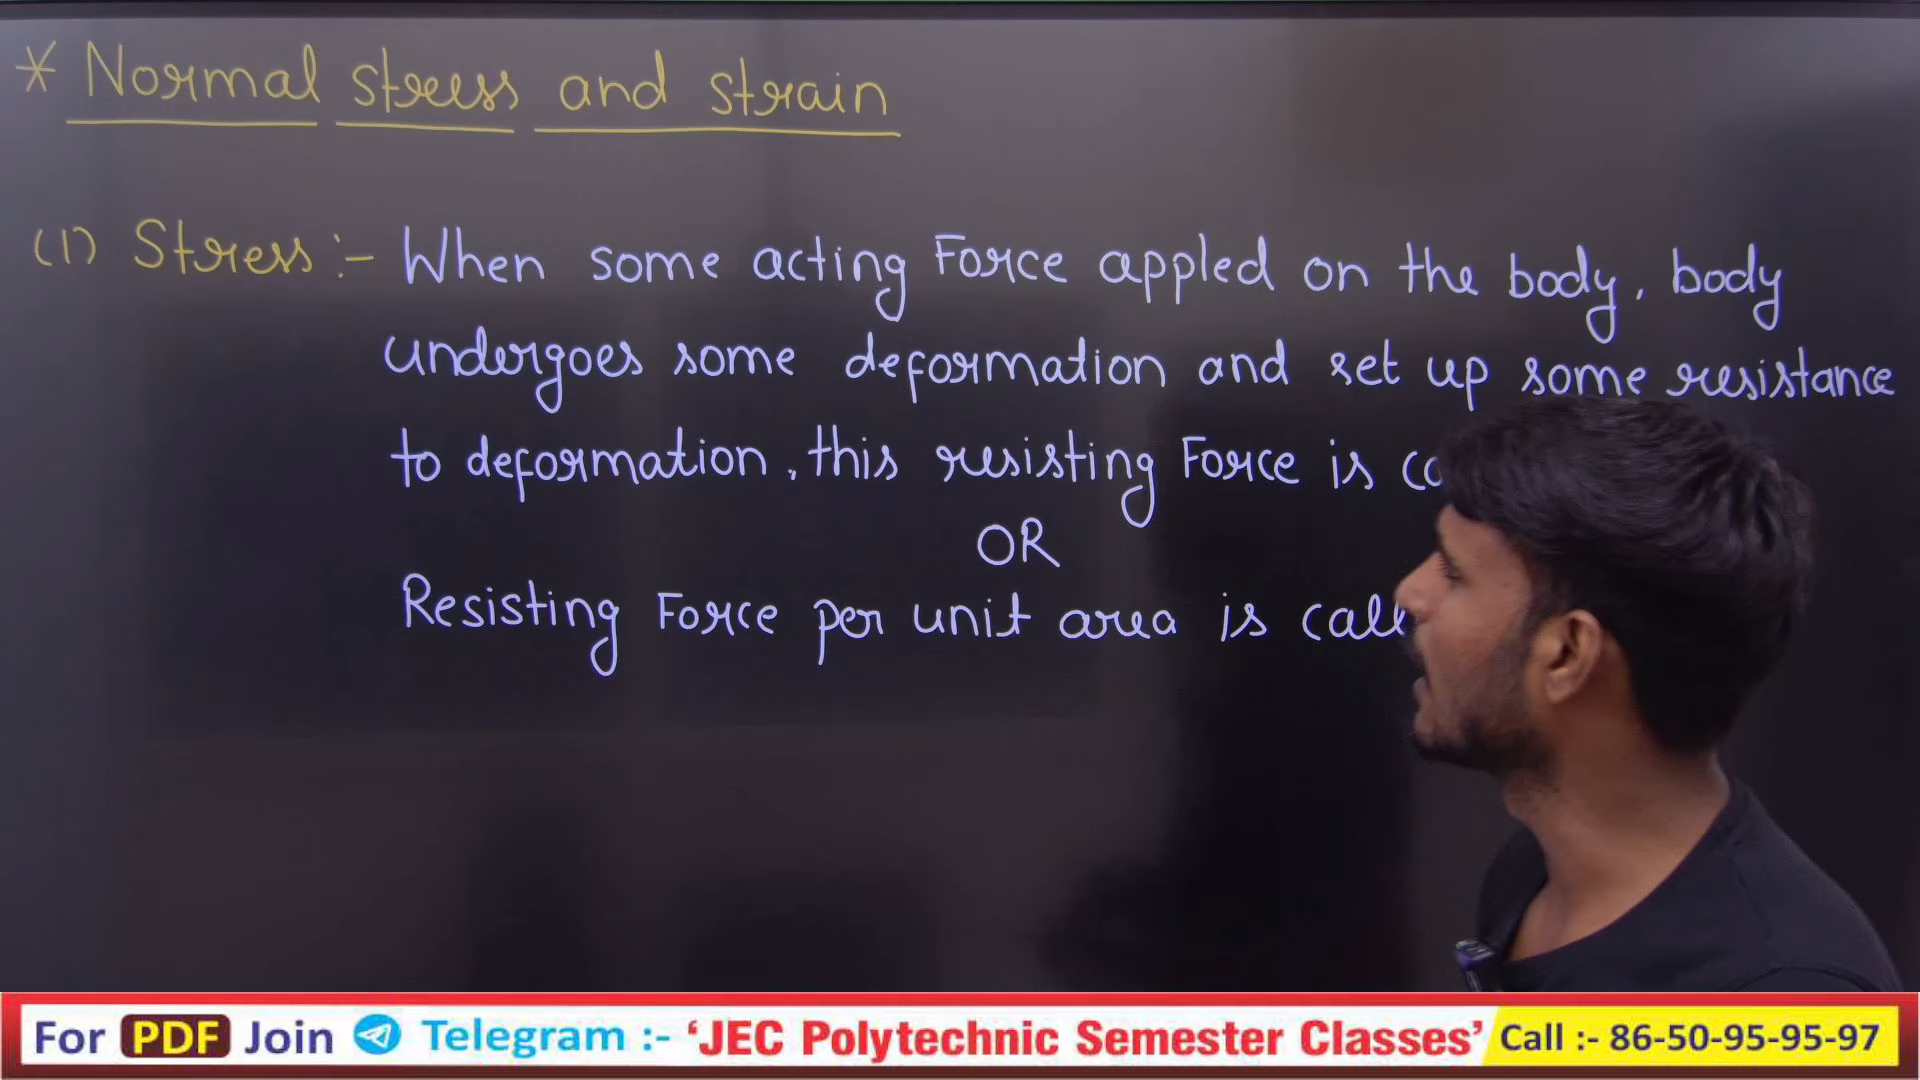 * Normal stress and strain
(1) Stress :- When some acting Force appled on the body, body
undergoes some deformation and set up some resistance
to deformation, this resisting Force is
OR
Resisting Force per unit area is
For PDF Join Telegram :- ‘JEC Polytechnic Semester Classes’ Call :- 86-50-95-95-97